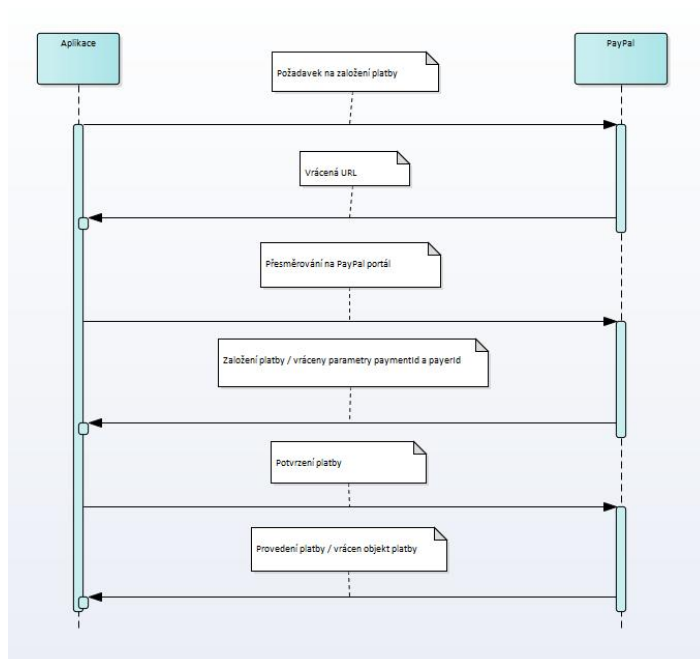 Aplikace
PayPal
Požadavek na založení platby
Vrácená URL
Přesměrování na PayPal portál
Založení platby / vráceny parametry paymentId a payerId
Potvrzení platby
Provedení platby / vrácen objekt platby